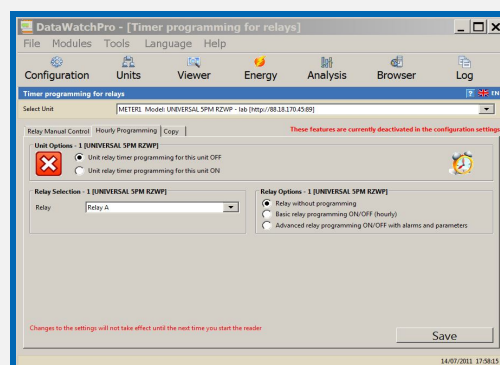 DataWatchPro - [Timer programming for relays]
File Modules Tools Language Help
Configuration Units Viewer Energy Analysis Browser Log
Timer programming for relays ? EN
Select Unit METER1 Model: UNIVERSAL 5PM RZWP - lab [http://88.18.170.45:89]
Relay Manual Control Hourly Programming Copy These features are currently deactivated in the configuration settings
Unit Options - 1 [UNIVERSAL 5PM RZWP]
Unit relay timer programming for this unit OFF
Unit relay timer programming for this unit ON
Relay Selection - 1 [UNIVERSAL 5PM RZWP] Relay Options - 1 [UNIVERSAL 5PM RZWP]
Relay Relay A Relay without programming
Basic relay programming ON/OFF (hourly)
Advanced relay programming ON/OFF with alarms and parameters
Changes to the settings will not take effect until the next time you start the reader
Save
14/07/2011 17:58:15